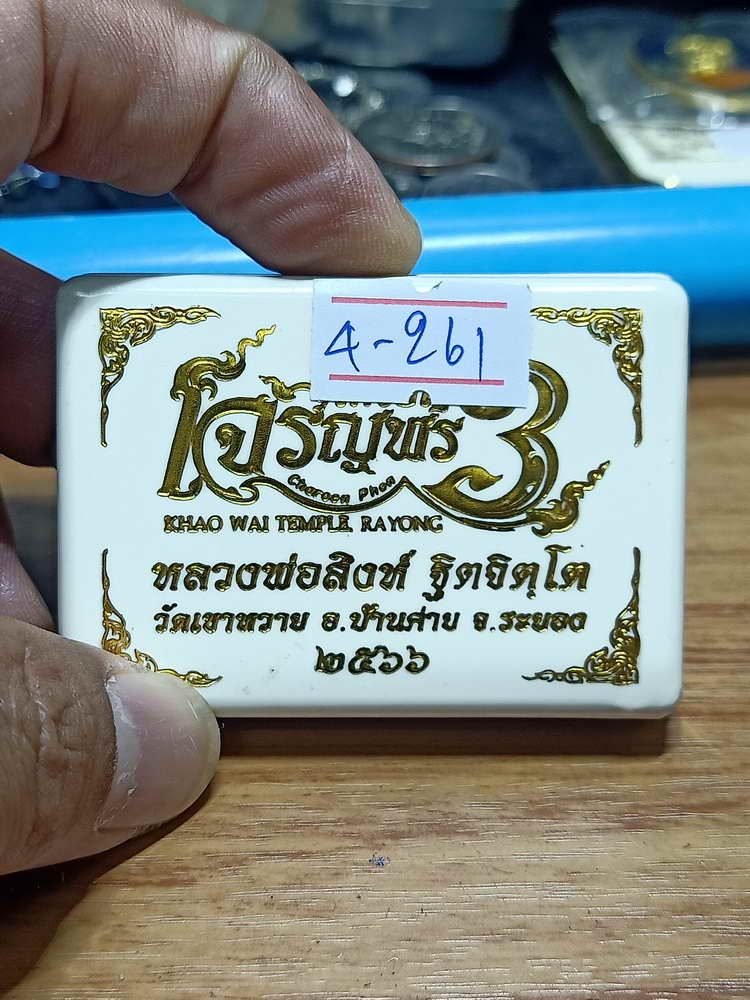 4-261
เจริญพร 3
Charoen Phon
KHAO WAI TEMPLE. RAYONG
หลวงพ่อสิงห์ ฐิตจิตฺโต
วัดเขาหวาย อ.บ้านค่าย จ.ระยอง
๒๕๖๖